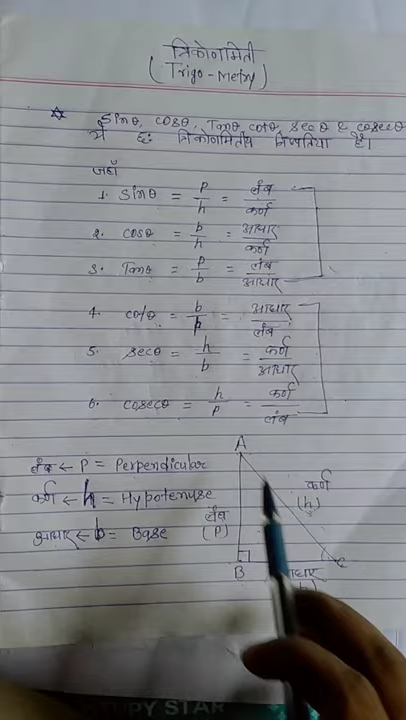 त्रिकोणमिती
(Trigo-Metry)
☆ Sinθ, cosθ, Tanθ, cotθ, secθ & cosecθ
ये छः त्रिकोणमितीय निष्पतिया है।
जहाँ
1. Sinθ = P/h = लंब/कर्ण
2. cosθ = b/h = आधार/कर्ण
3. Tanθ = P/b = लंब/आधार
4. cotθ = b/p = आधार/लंब
5. secθ = h/b = कर्ण/आधार
6. cosecθ = h/P = कर्ण/लंब
A
लंब ← P = Perpendicular
कर्ण (h)
कर्ण ← h = Hypotenuse
लंब (P)
आधार ← b = Base
B
C
आधार
STUDY STAR